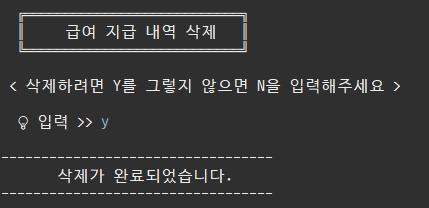 급여 지급 내역 삭제
< 삭제하려면 Y를 그렇지 않으면 N을 입력해주세요 >
입력 >> y
삭제가 완료되었습니다.